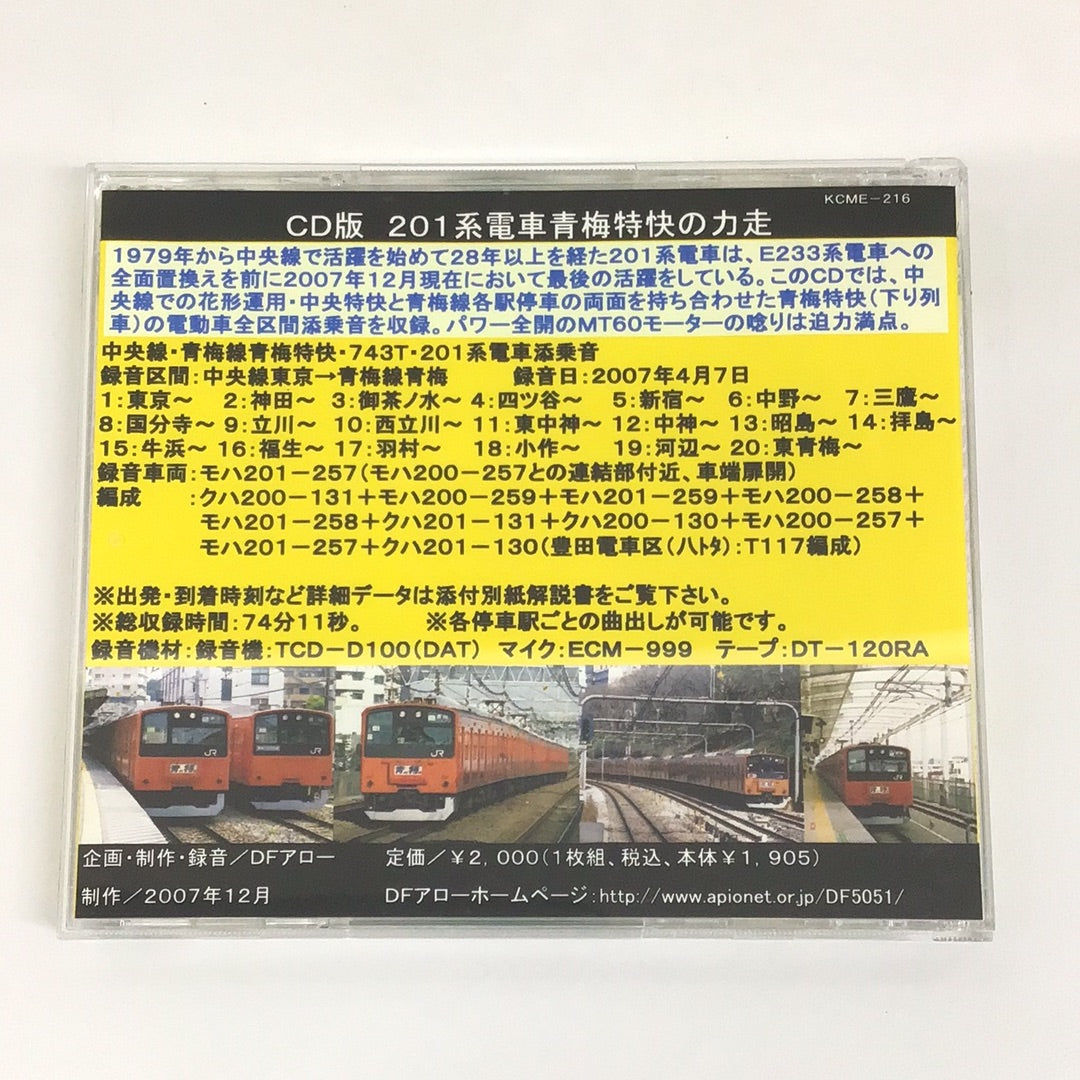 KCME-216
CD版 201系電車青梅特快の力走
1979年から中央線で活躍を始めて28年以上を経た201系電車は、E233系電車への
全面置換えを前に2007年12月現在において最後の活躍をしている。このCDでは、中
央線での花形運用・中央特快と青梅線各駅停車の両面を持ち合わせた青梅特快(下り列
車)の電動車全区間添乗音を収録。パワー全開のMT60モーターの唸りは迫力満点。
中央線・青梅線青梅特快・743T・201系電車添乗音
録音区間:中央線東京→青梅線青梅 録音日:2007年4月7日
1:東京〜 2:神田〜 3:御茶ノ水〜 4:四ツ谷〜 5:新宿〜 6:中野〜 7:三鷹〜
8:国分寺〜 9:立川〜 10:西立川〜 11:東中神〜 12:中神〜 13:昭島〜 14:拝島〜
15:牛浜〜 16:福生〜 17:羽村〜 18:小作〜 19:河辺〜 20:東青梅〜
録音車両:モハ201-257(モハ200-257との連結部付近、車端扉開)
編成 :クハ200-131+モハ200-259+モハ201-259+モハ200-258+
モハ201-258+クハ201-131+クハ200-130+モハ200-257+
モハ201-257+クハ201-130(豊田電車区(八トタ):T117編成)
※出発・到着時刻など詳細データは添付別紙解説書をご覧下さい。
※総収録時間:74分11秒。 ※各停車駅ごとの曲出しが可能です。
録音機材:録音機:TCD-D100(DAT) マイク:ECM-999 テープ:DT-120RA
JR
JR
青梅
JR
青梅
JR
企画・制作・録音/DFアロー 定価/¥2,000(1枚組、税込、本体¥1,905)
制作/2007年12月 DFアローホームページ:http://www.apionet.or.jp/DF5051/